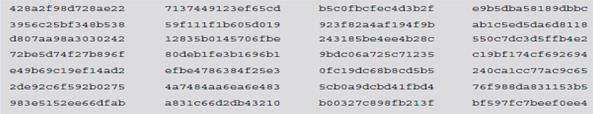 428a2f98d728ae22 7137449123ef65cd b5c0fbcfec4d3b2f e9b5dba58189dbbc
3956c25bf348b538 59f111f1b605d019 923f82a4af194f9b ab1c5ed5da6d8118
d807aa98a3030242 12835b0145706fbe 243185be4ee4b28c 550c7dc3d5ffb4e2
72be5d74f27b896f 80deb1fe3b1696b1 9bdc06a725c71235 c19bf174cf692694
e49b69c19ef14ad2 efbe4786384f25e3 0fc19dc68b8cd5b5 240ca1cc77ac9c65
2de92c6f592b0275 4a7484aa6ea6e483 5cb0a9dcbd41fbd4 76f988da831153b5
983e5152ee66dfab a831c66d2db43210 b00327c898fb213f bf597fc7beef0ee4